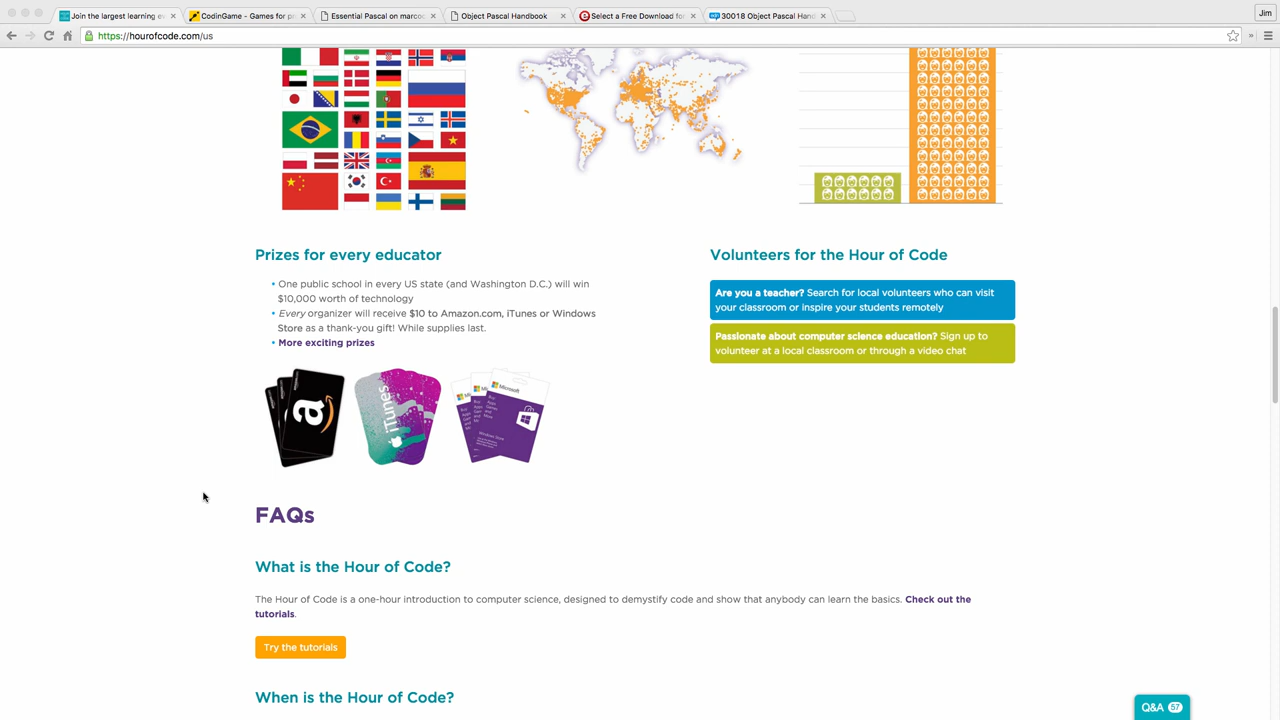 Join the largest learning e
CodinGame - Games for p
Essential Pascal on marco
Object Pascal Handbook
Select a Free Download for
30018 Object Pascal Hand
Jim
https://hourofcode.com/us
Prizes for every educator
• One public school in every US state (and Washington D.C.) will win
$10,000 worth of technology
• Every organizer will receive $10 to Amazon.com, iTunes or Windows
Store as a thank-you gift! While supplies last.
• More exciting prizes
Volunteers for the Hour of Code
Are you a teacher? Search for local volunteers who can visit
your classroom or inspire your students remotely
Passionate about computer science education? Sign up to
volunteer at a local classroom or through a video chat
a
iTunes
Microsoft
Windows Store
FAQs
What is the Hour of Code?
The Hour of Code is a one-hour introduction to computer science, designed to demystify code and show that anybody can learn the basics. Check out the
tutorials.
Try the tutorials
When is the Hour of Code?
Q&A 57